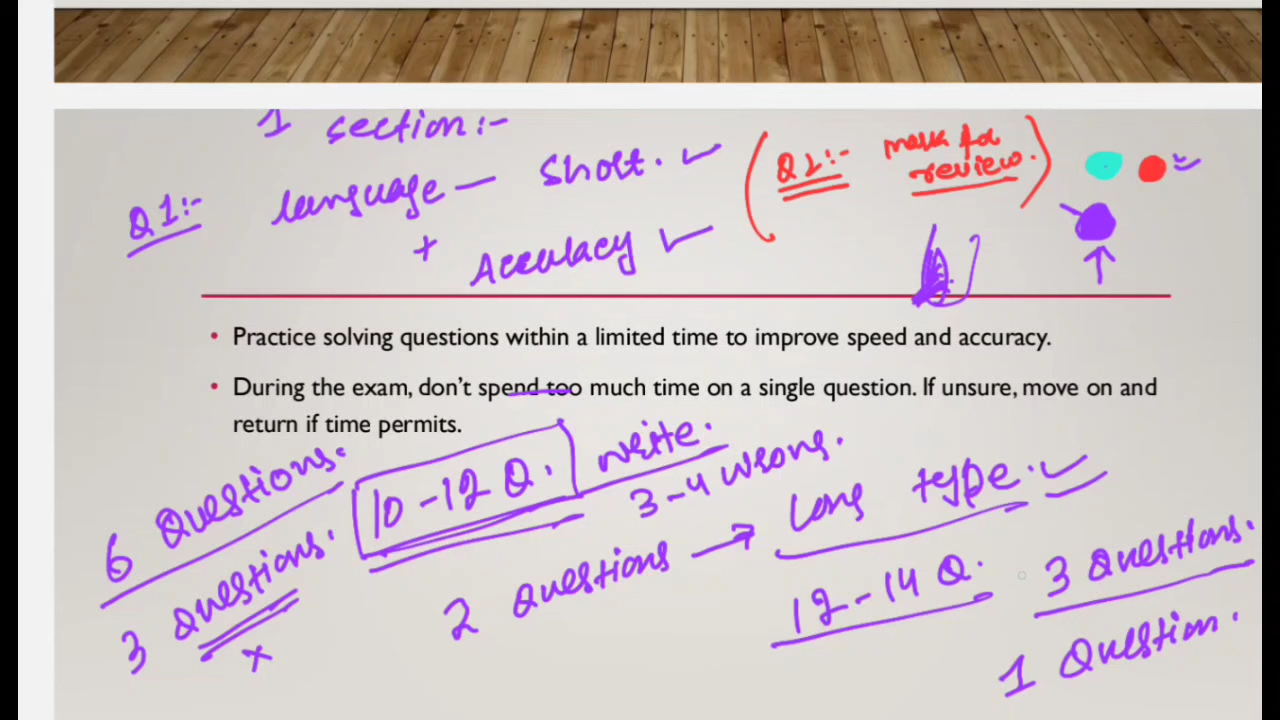 1 section:-
Q1:- language - Short.
+ Accuracy
(Q2:- mark for
review.)
• Practice solving questions within a limited time to improve speed and accuracy.
• During the exam, don't spend too much time on a single question. If unsure, move on and
return if time permits.
6 Questions.
10-12 Q. write.
3-4 wrong.
3 questions.
x
2 questions → long type.
12-14 Q.
3 Questions.
1 Question.